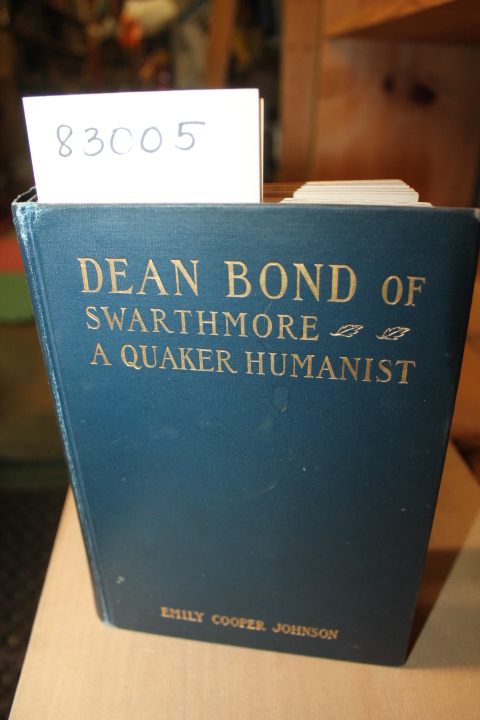 83005
DEAN BOND OF
SWARTHMORE
A QUAKER HUMANIST
EMILY COOPER JOHNSON